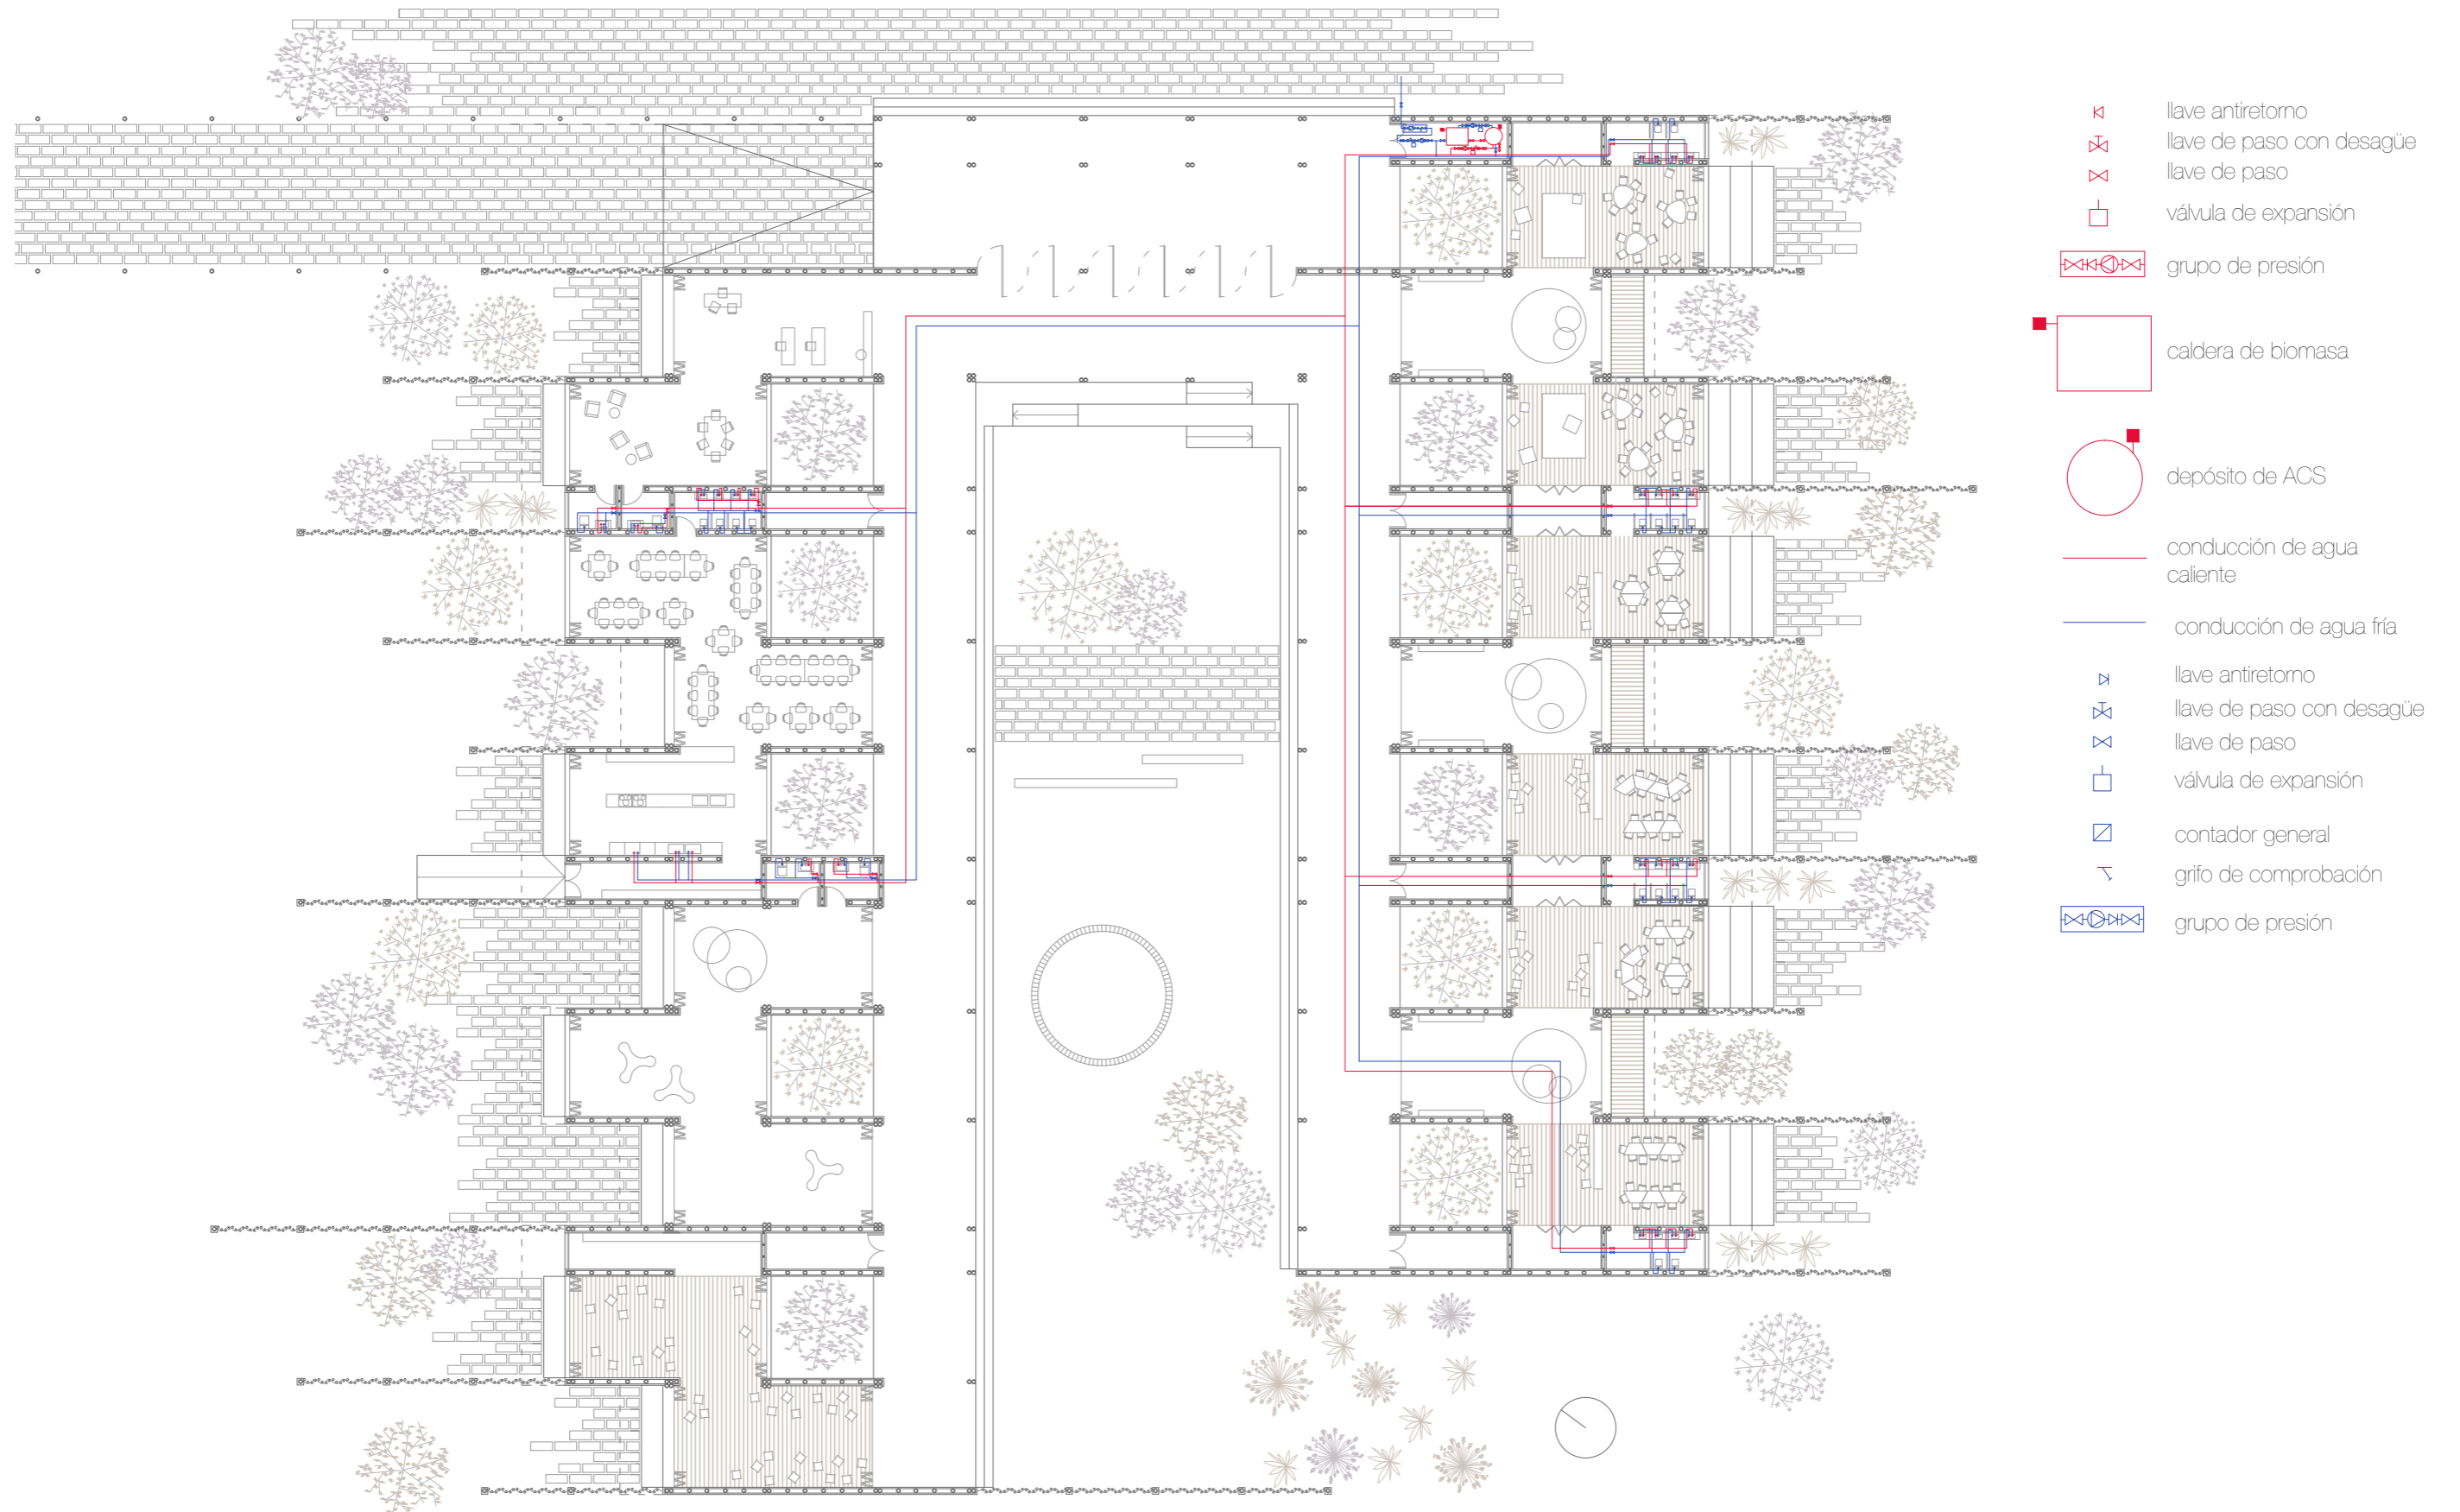 llave antiretorno
llave de paso con desagüe
llave de paso
válvula de expansión
grupo de presión
caldera de biomasa
depósito de ACS
conducción de agua
caliente
conducción de agua fría
llave antiretorno
llave de paso con desagüe
llave de paso
válvula de expansión
contador general
grifo de comprobación
grupo de presión